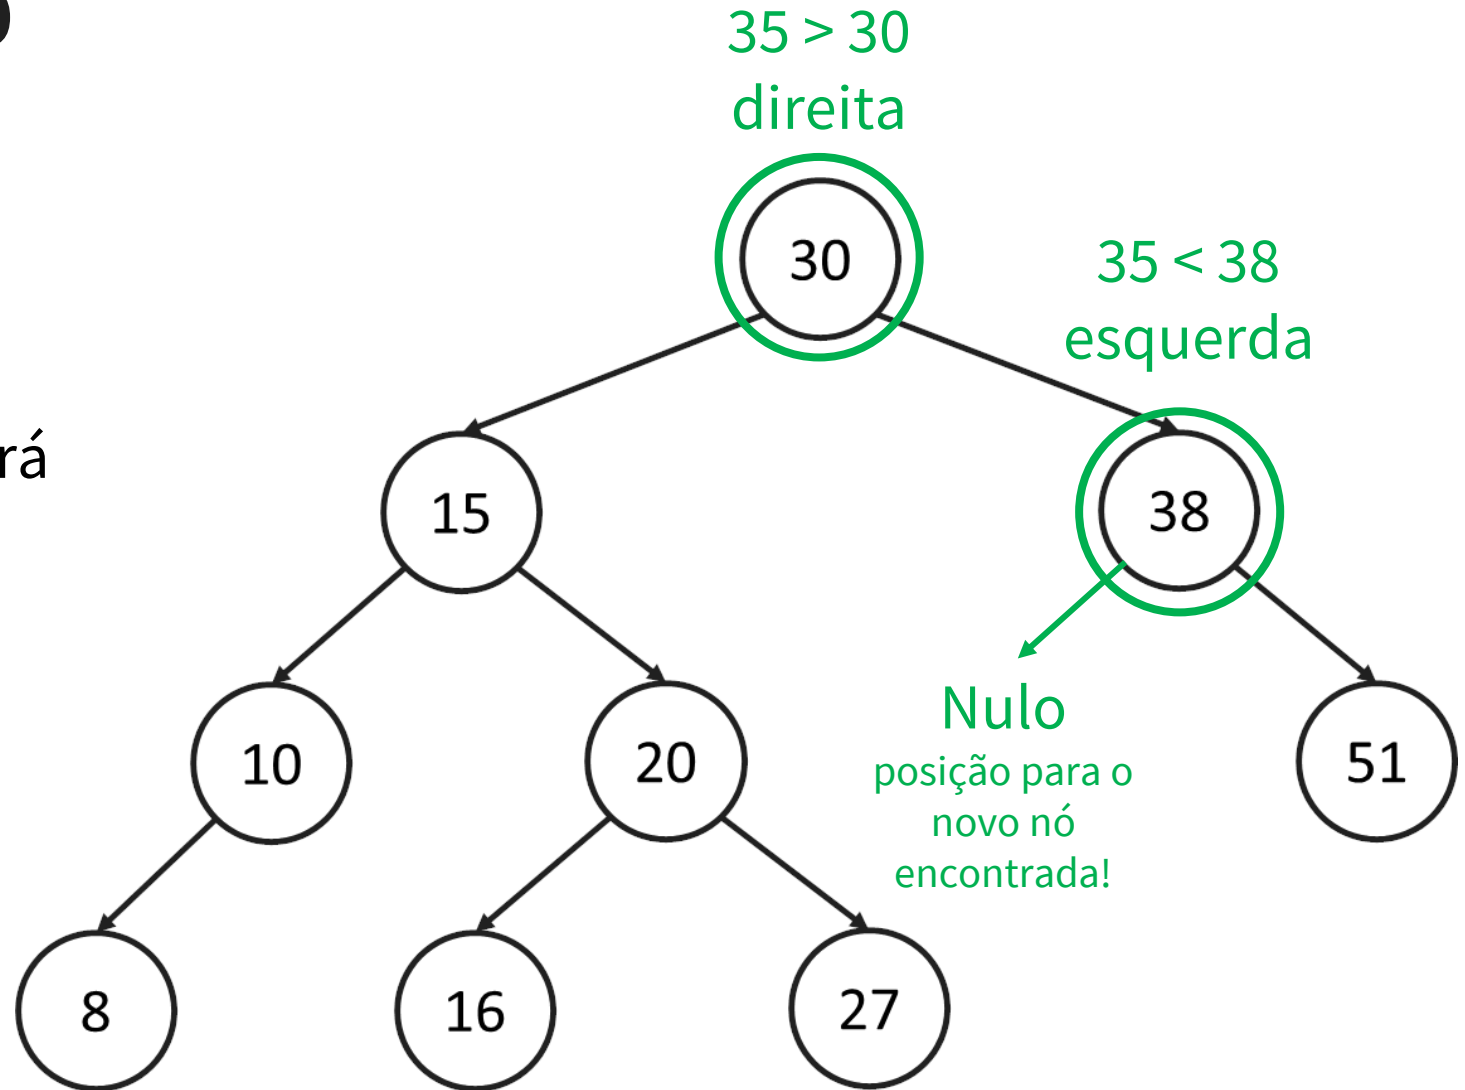 35 > 30
direita
30
35 < 38
esquerda
rá
15
38
Nulo
10
20
posição para o
51
novo nó
encontrada!
8
16
27